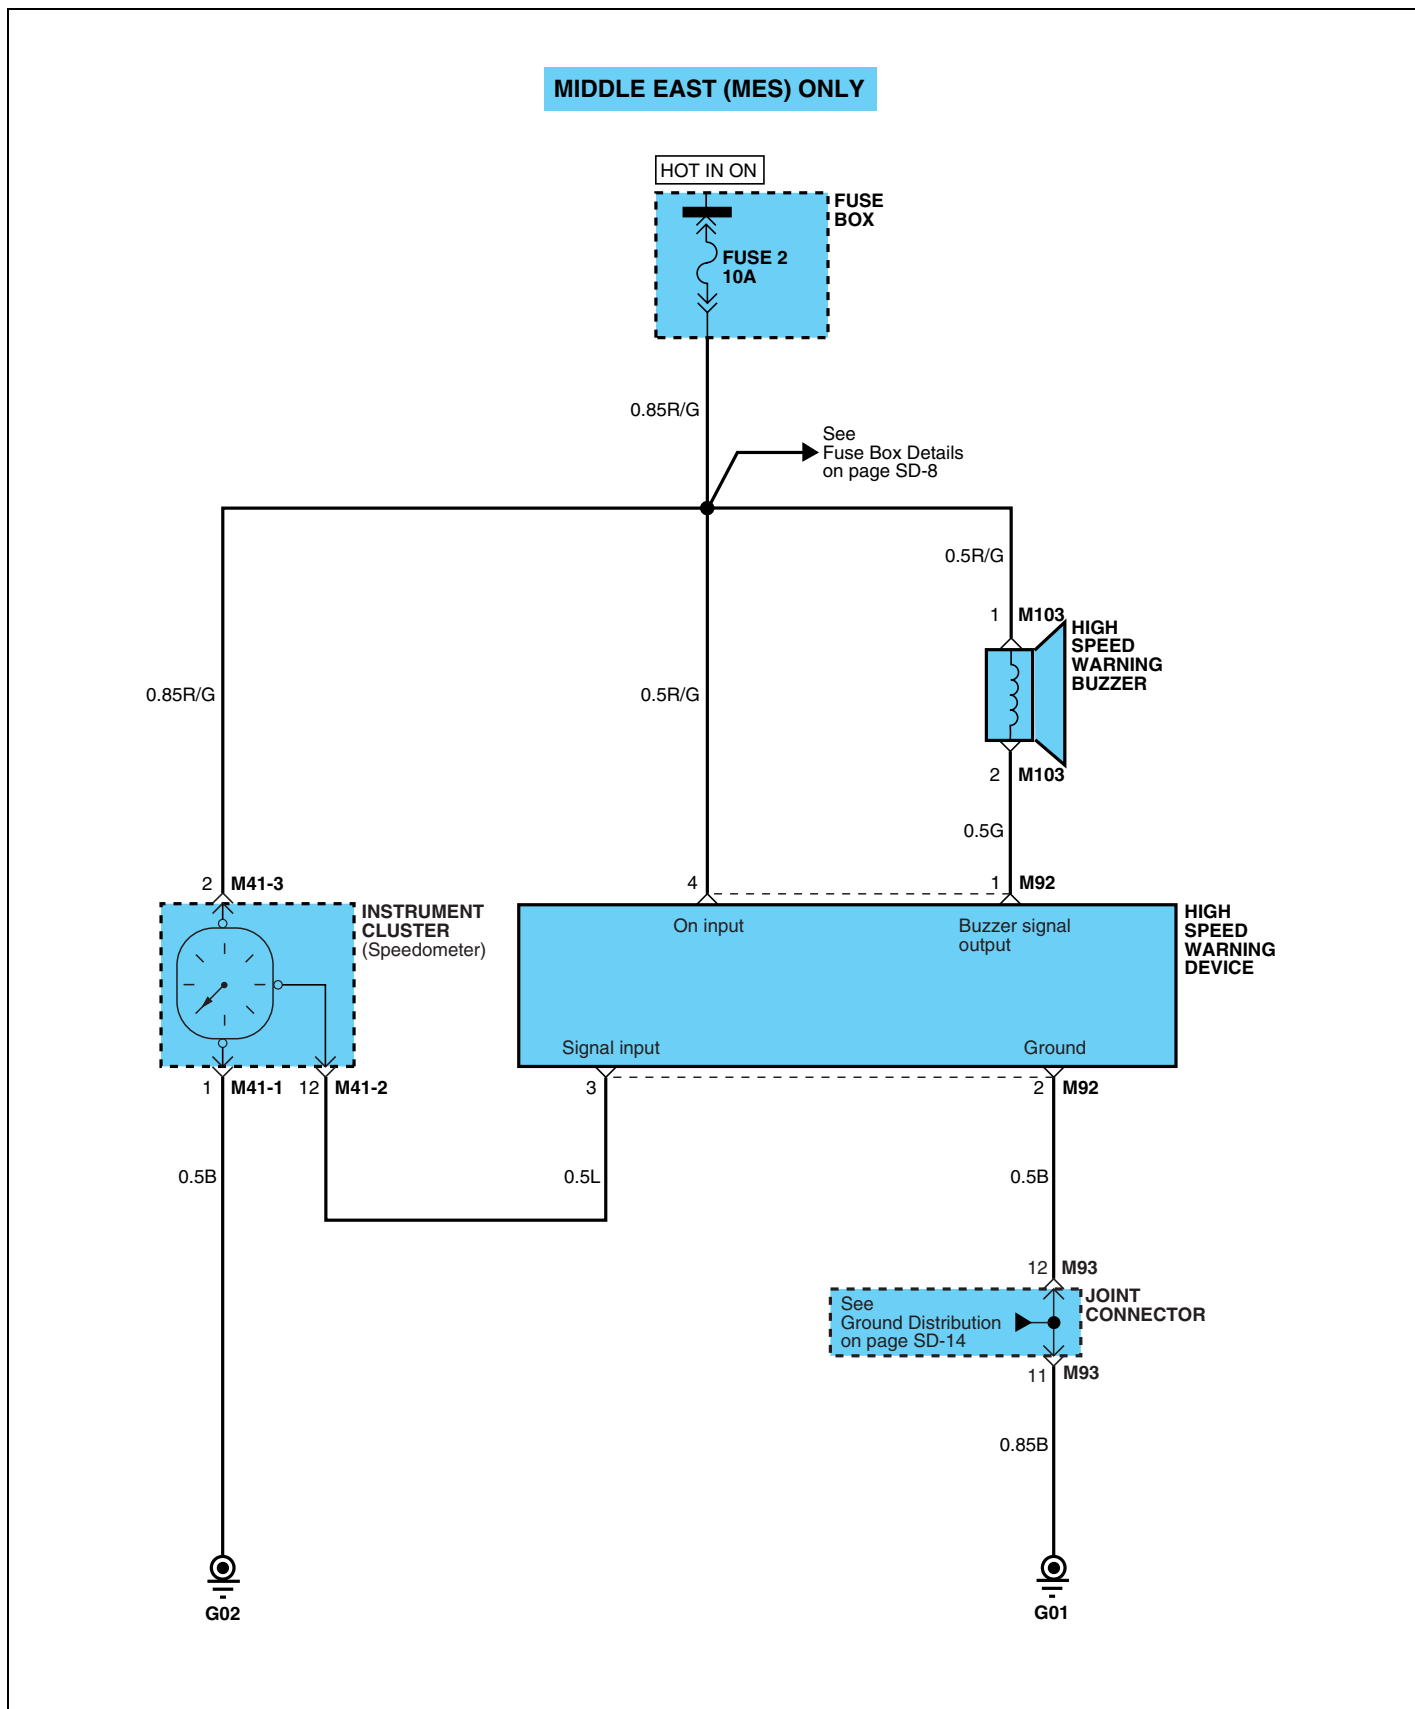 MIDDLE EAST (MES) ONLY
HOT IN ON
FUSE
BOX
FUSE 2
10A
0.85R/G
See
Fuse Box Details
on page SD-8
0.5R/G
1 M103
HIGH
SPEED
WARNING
BUZZER
0.85R/G
0.5R/G
2 M103
0.5G
2 M41-3
4
1 M92
INSTRUMENT
CLUSTER
(Speedometer)
On input
Buzzer signal
output
HIGH
SPEED
WARNING
DEVICE
Signal input
Ground
1 M41-1
12 M41-2
3
2 M92
0.5B
0.5L
0.5B
12 M93
See
Ground Distribution
on page SD-14
JOINT
CONNECTOR
11 M93
0.85B
G02
G01